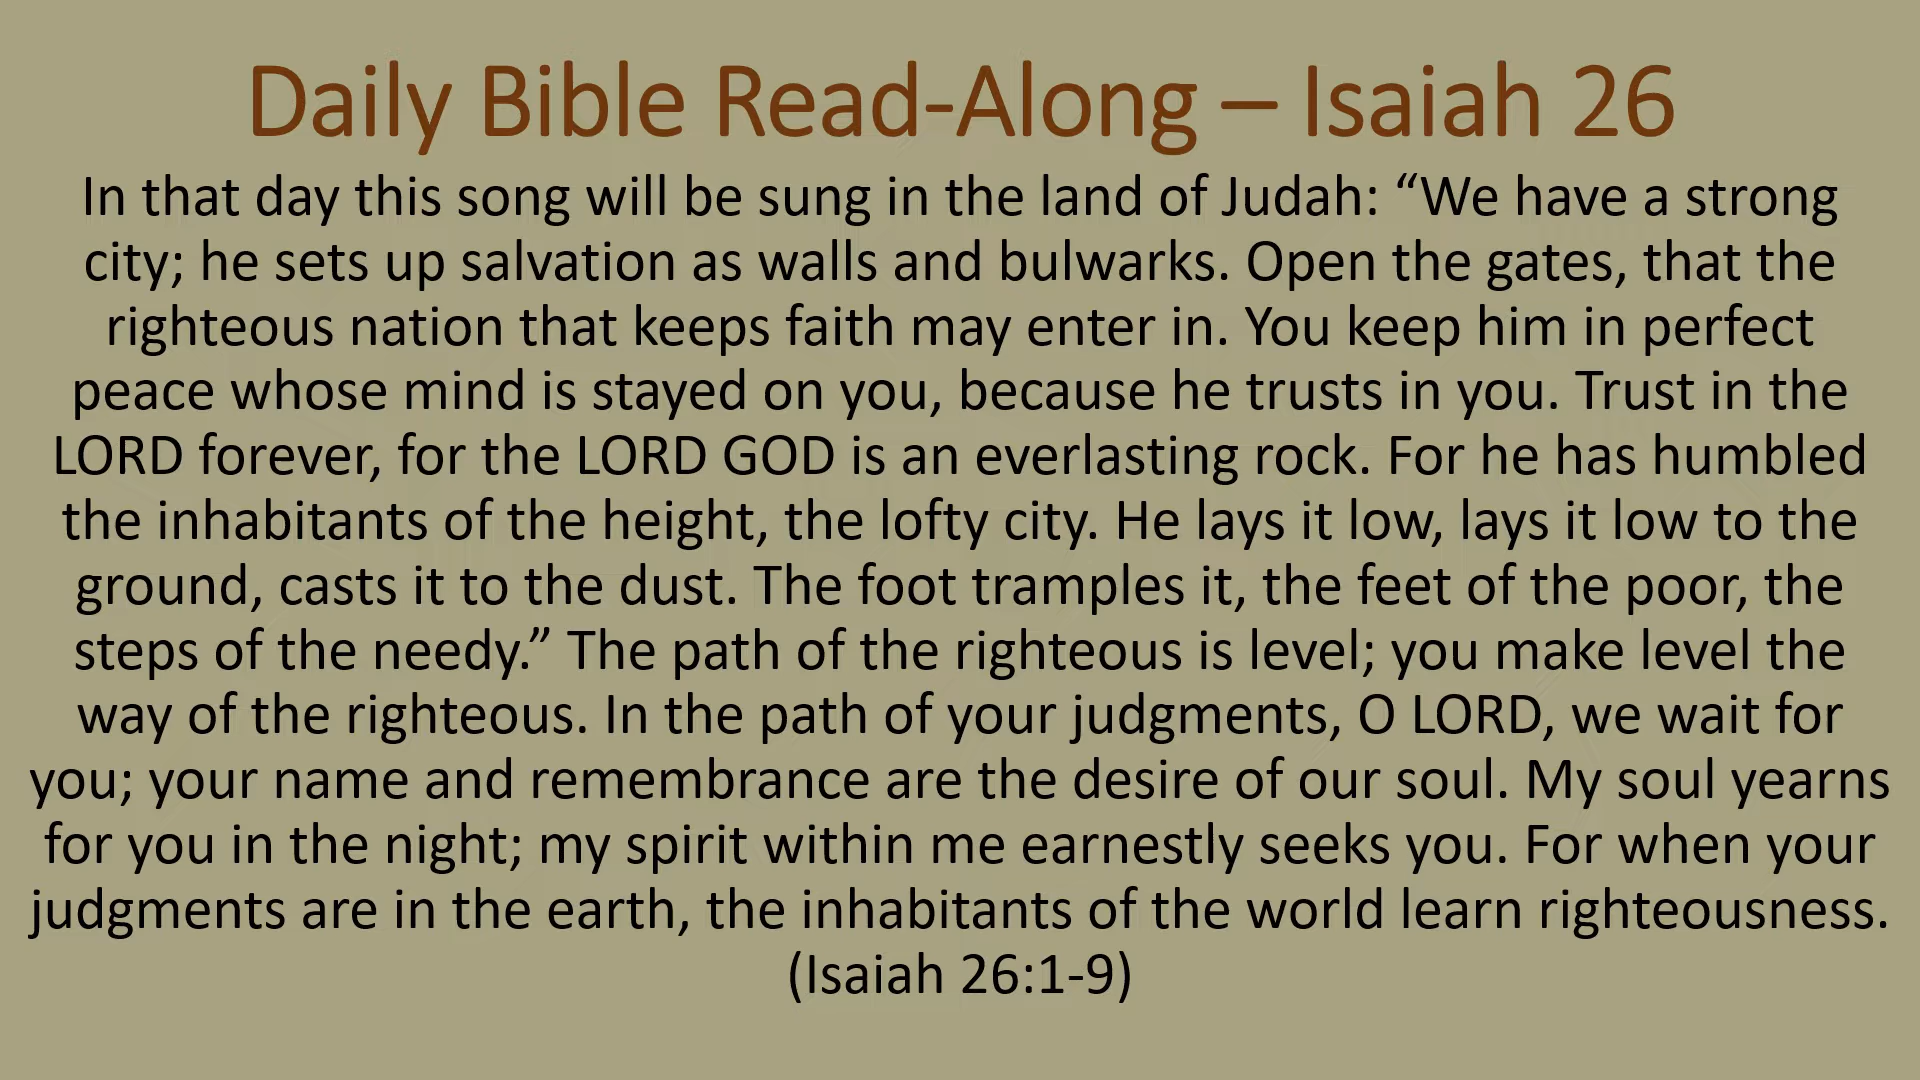 Daily Bible Read-Along – Isaiah 26
In that day this song will be sung in the land of Judah: “We have a strong
city; he sets up salvation as walls and bulwarks. Open the gates, that the
righteous nation that keeps faith may enter in. You keep him in perfect
peace whose mind is stayed on you, because he trusts in you. Trust in the
LORD forever, for the LORD GOD is an everlasting rock. For he has humbled
the inhabitants of the height, the lofty city. He lays it low, lays it low to the
ground, casts it to the dust. The foot tramples it, the feet of the poor, the
steps of the needy.” The path of the righteous is level; you make level the
way of the righteous. In the path of your judgments, O LORD, we wait for
you; your name and remembrance are the desire of our soul. My soul yearns
for you in the night; my spirit within me earnestly seeks you. For when your
judgments are in the earth, the inhabitants of the world learn righteousness.
(Isaiah 26:1-9)